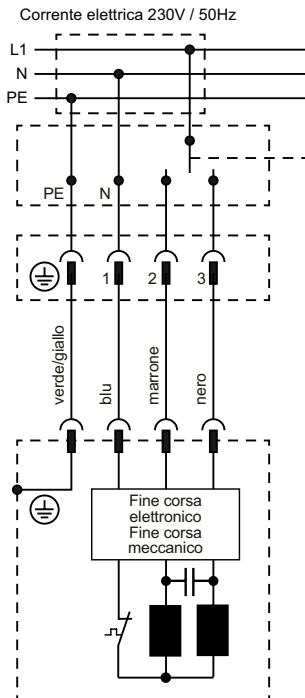 Corrente elettrica 230V / 50Hz
L1
N
PE
PE
N
1
2
3
verde/giallo
blu
marrone
nero
Fine corsa
elettronico
Fine corsa
meccanico